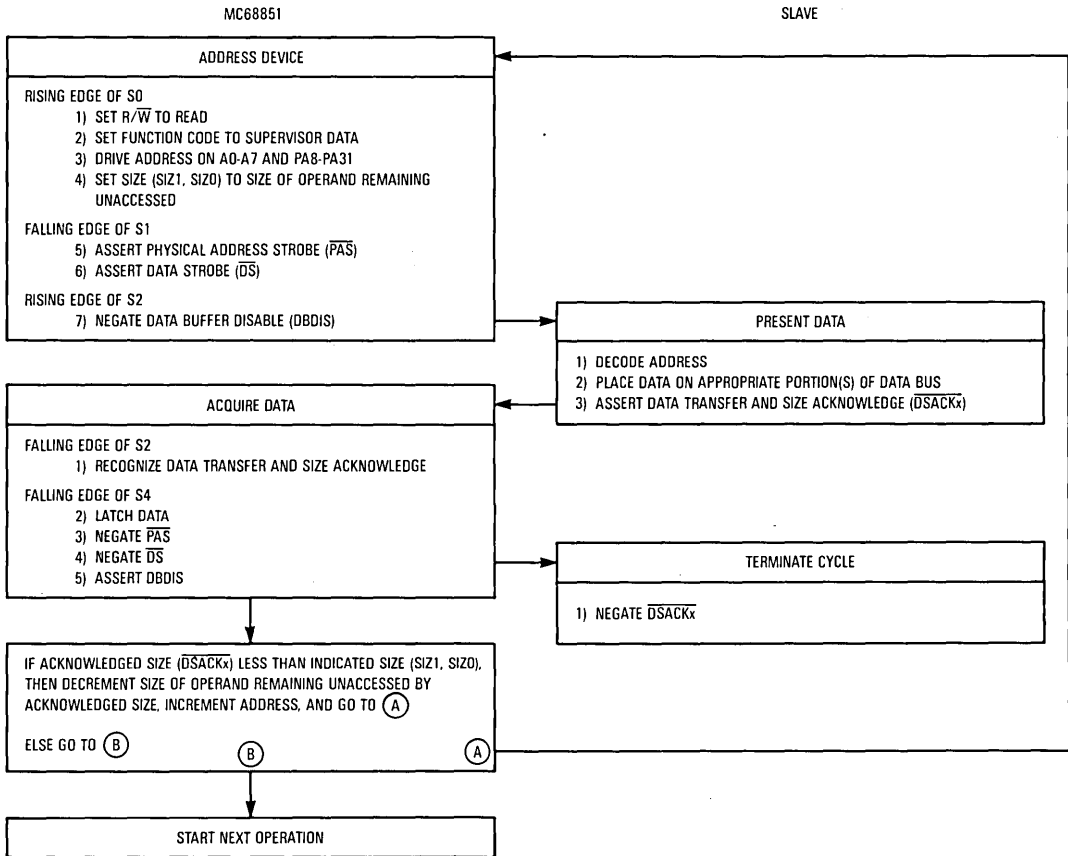 MC68851
SLAVE
ADDRESS DEVICE
RISING EDGE OF S0
1) SET R/W̅ TO READ
2) SET FUNCTION CODE TO SUPERVISOR DATA
3) DRIVE ADDRESS ON A0-A7 AND PA8-PA31
4) SET SIZE (SIZ1, SIZ0) TO SIZE OF OPERAND REMAINING
UNACCESSED
FALLING EDGE OF S1
5) ASSERT PHYSICAL ADDRESS STROBE (P̅A̅S̅)
6) ASSERT DATA STROBE (D̅S̅)
RISING EDGE OF S2
7) NEGATE DATA BUFFER DISABLE (DBDIS)
PRESENT DATA
1) DECODE ADDRESS
2) PLACE DATA ON APPROPRIATE PORTION(S) OF DATA BUS
3) ASSERT DATA TRANSFER AND SIZE ACKNOWLEDGE (D̅S̅A̅C̅K̅x̅)
ACQUIRE DATA
FALLING EDGE OF S2
1) RECOGNIZE DATA TRANSFER AND SIZE ACKNOWLEDGE
FALLING EDGE OF S4
2) LATCH DATA
3) NEGATE P̅A̅S̅
4) NEGATE D̅S̅
5) ASSERT DBDIS
TERMINATE CYCLE
1) NEGATE D̅S̅A̅C̅K̅x̅
IF ACKNOWLEDGED SIZE (D̅S̅A̅C̅K̅x̅) LESS THAN INDICATED SIZE (SIZ1, SIZ0),
THEN DECREMENT SIZE OF OPERAND REMAINING UNACCESSED BY
ACKNOWLEDGED SIZE, INCREMENT ADDRESS, AND GO TO A
ELSE GO TO B
B
A
START NEXT OPERATION